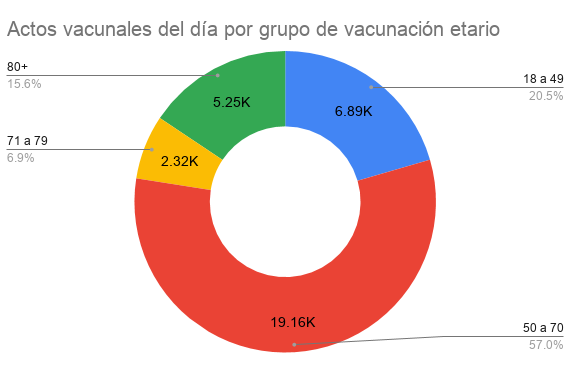 Actos vacunales del día por grupo de vacunación etario
80+
15.6%
18 a 49
20.5%
5.25K
6.89K
71 a 79
6.9%
2.32K
19.16K
50 a 70
57.0%